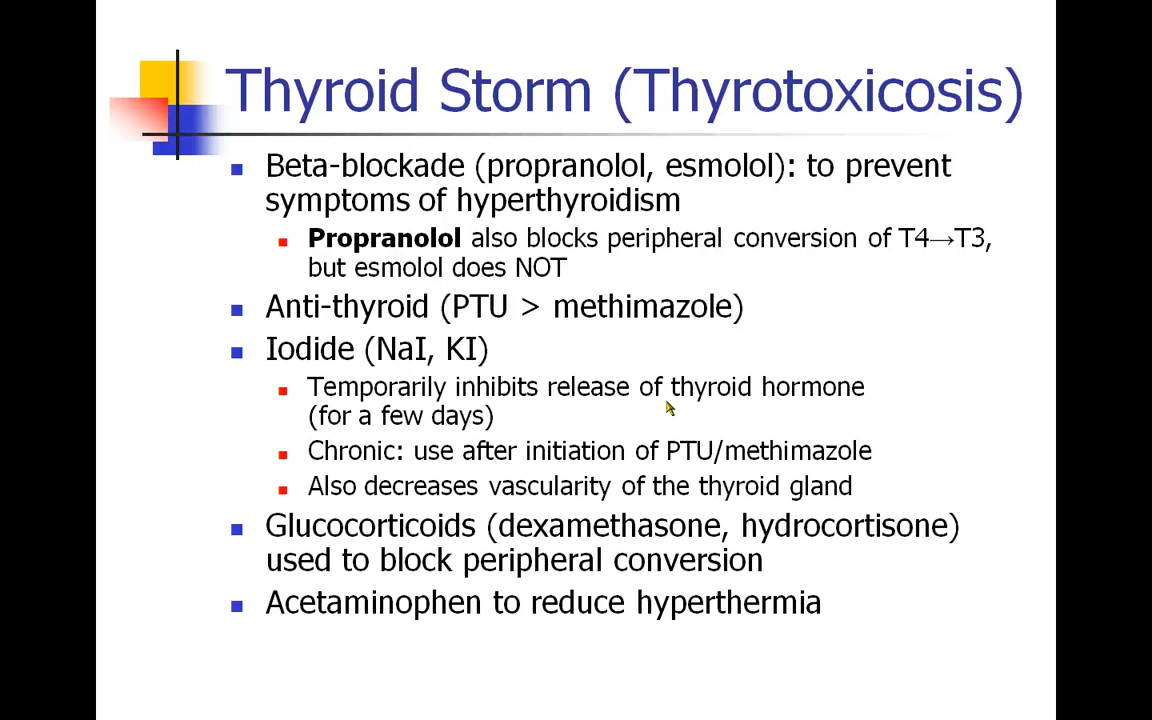 Thyroid Storm (Thyrotoxicosis)
Beta-blockade (propranolol, esmolol): to prevent
symptoms of hyperthyroidism
Propranolol also blocks peripheral conversion of T4→T3,
but esmolol does NOT
Anti-thyroid (PTU > methimazole)
Iodide (NaI, KI)
Temporarily inhibits release of thyroid hormone
(for a few days)
Chronic: use after initiation of PTU/methimazole
Also decreases vascularity of the thyroid gland
Glucocorticoids (dexamethasone, hydrocortisone)
used to block peripheral conversion
Acetaminophen to reduce hyperthermia